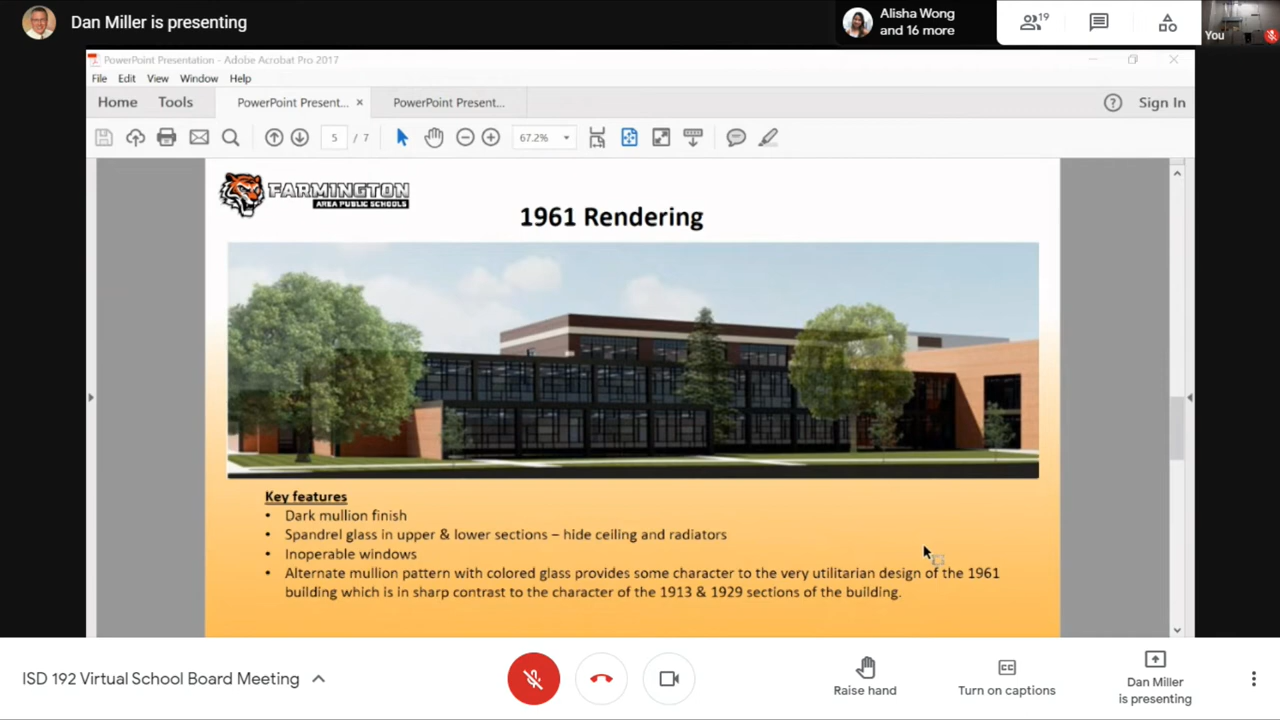 Dan Miller is presenting
Alisha Wong
and 16 more
19
You
PowerPoint Presentation - Adobe Acrobat Pro 2017
File Edit View Window Help
Home Tools PowerPoint Present... × PowerPoint Present... Sign In
5 / 7 67.2%
FARMINGTON
AREA PUBLIC SCHOOLS
1961 Rendering
Key features
• Dark mullion finish
• Spandrel glass in upper & lower sections – hide ceiling and radiators
• Inoperable windows
• Alternate mullion pattern with colored glass provides some character to the very utilitarian design of the 1961
building which is in sharp contrast to the character of the 1913 & 1929 sections of the building.
ISD 192 Virtual School Board Meeting
Raise hand
CC
Turn on captions
Dan Miller
is presenting